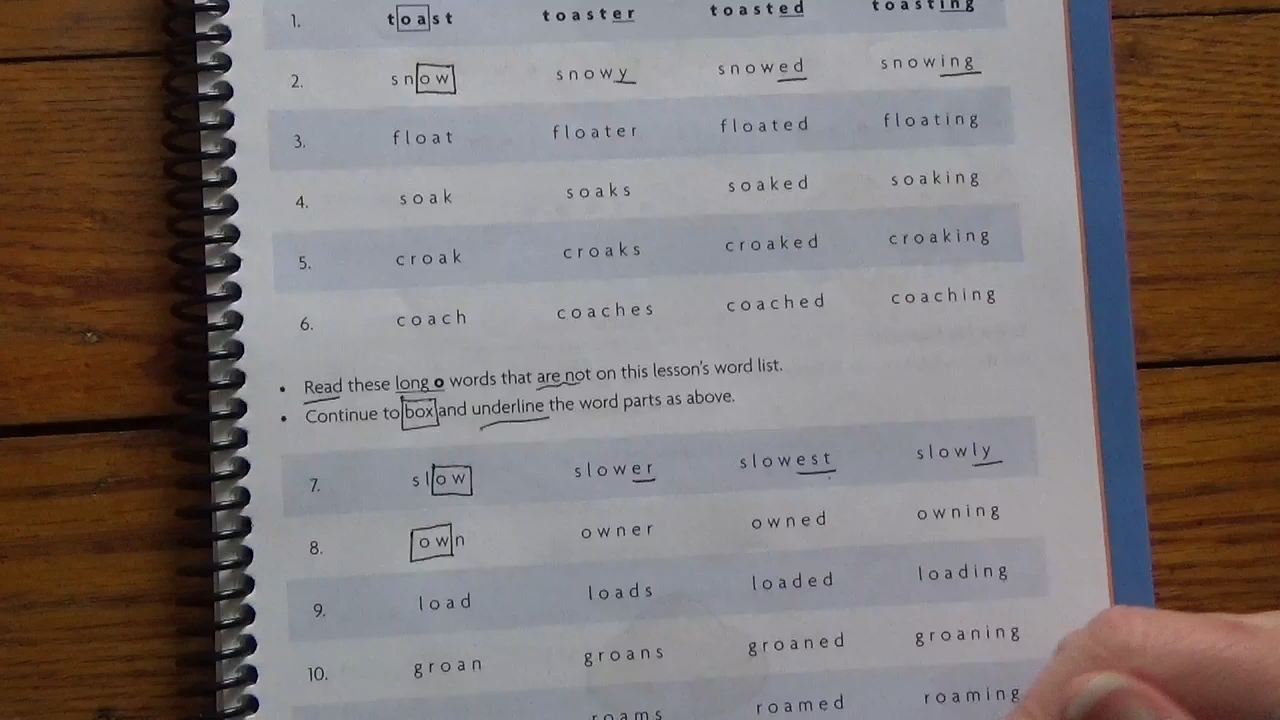 1. toast toaster toasted toasting
2. snow snowy snowed snowing
3. float floater floated floating
4. soak soaks soaked soaking
5. croak croaks croaked croaking
6. coach coaches coached coaching
• Read these long o words that are not on this lesson's word list.
• Continue to box and underline the word parts as above.
7. slow slower slowest slowly
8. own owner owned owning
9. load loads loaded loading
10. groan groans groaned groaning
roams roamed roaming